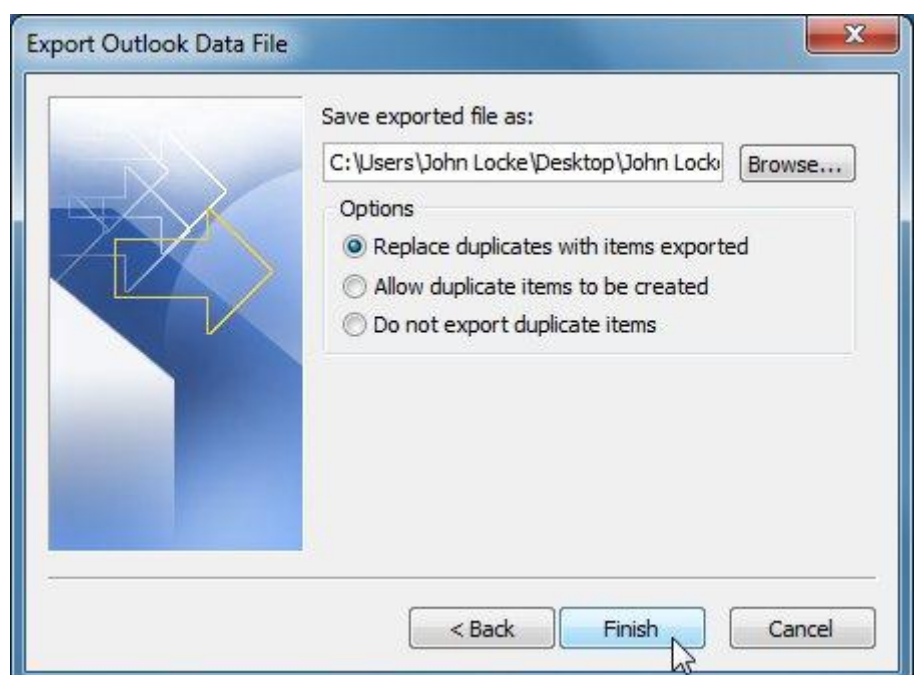 Export Outlook Data File
Save exported file as:
C:\Users\John Locke\Desktop\John Lock
Browse...
Options
Replace duplicates with items exported
Allow duplicate items to be created
Do not export duplicate items
< Back
Finish
Cancel